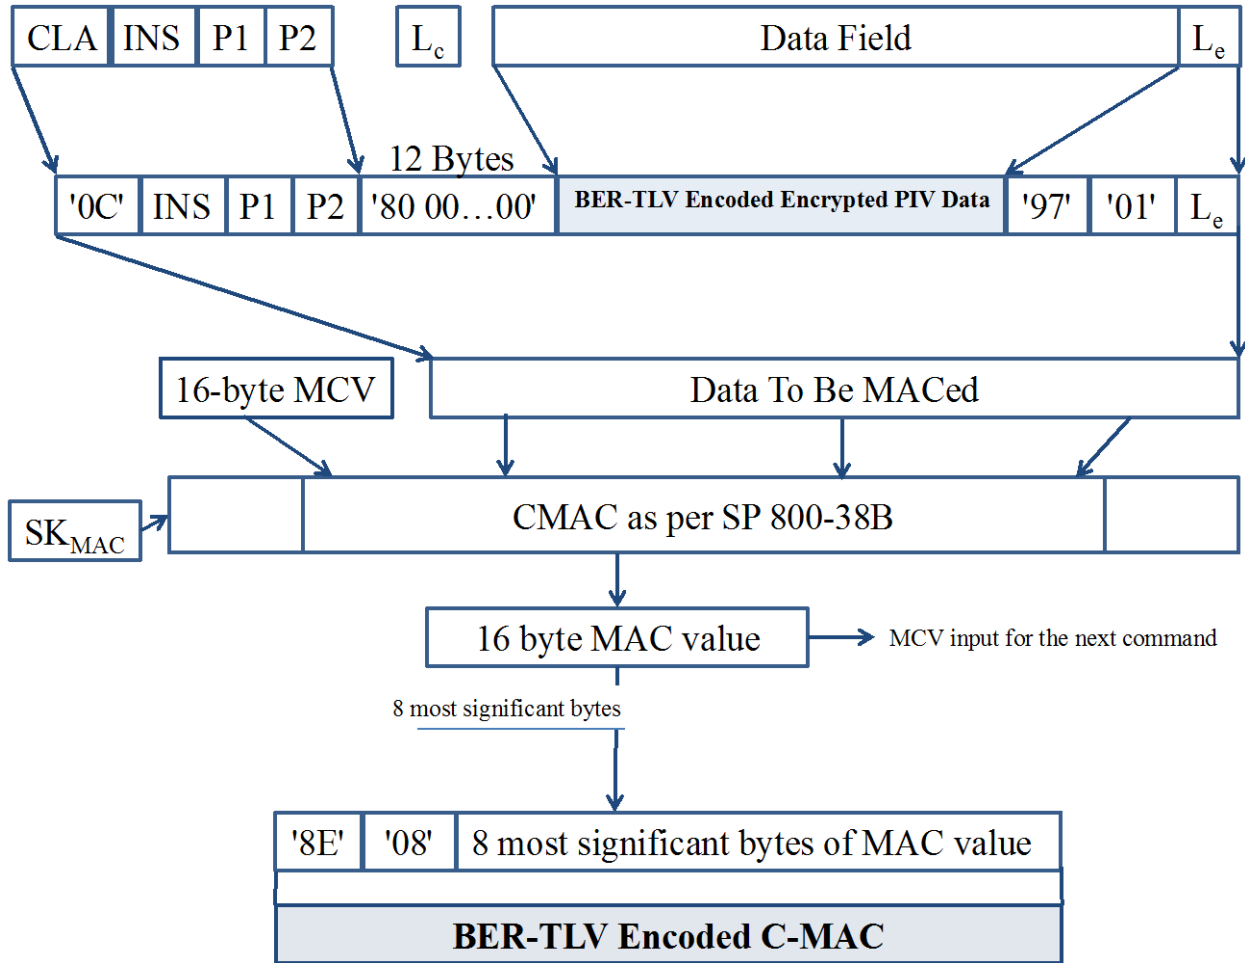 CLA INS P1 P2 Lc Data Field Le
12 Bytes
'0C' INS P1 P2 '80 00…00' BER-TLV Encoded Encrypted PIV Data '97' '01' Le
16-byte MCV Data To Be MACed
SKMAC CMAC as per SP 800-38B
16 byte MAC value MCV input for the next command
8 most significant bytes
'8E' '08' 8 most significant bytes of MAC value
BER-TLV Encoded C-MAC